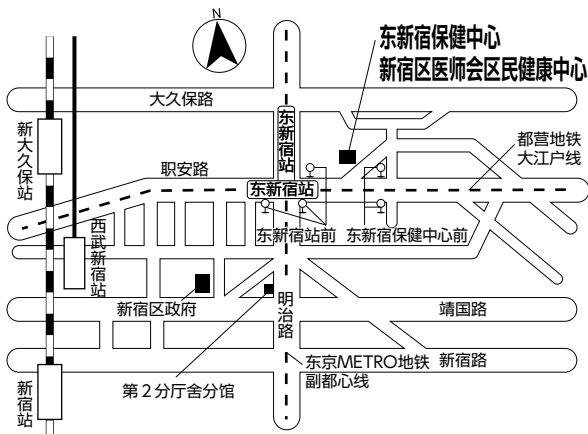 N
东新宿保健中心
新宿区医师会区民健康中心
大久保路
新大久保站
东新宿站
都营地铁
大江户线
职安路
东新宿站
西武新宿站
东新宿站前
东新宿保健中心前
新宿区政府
明治路
靖国路
东京METRO地铁
副都心线
新宿路
第2分厅舍分馆
新宿站